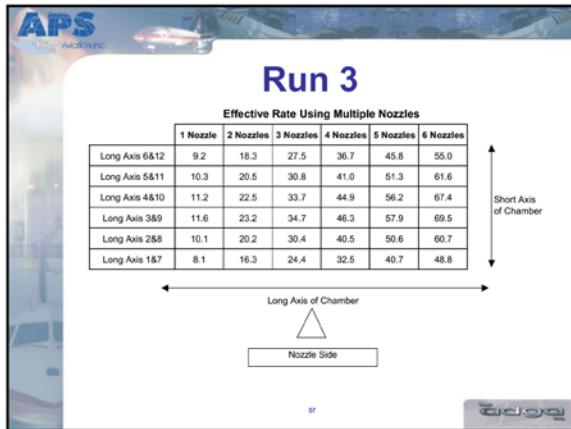 APS
Aviation Inc.
Run 3
Effective Rate Using Multiple Nozzles
1 Nozzle 2 Nozzles 3 Nozzles 4 Nozzles 5 Nozzles 6 Nozzles
Long Axis 6&12 9.2 18.3 27.5 36.7 45.8 55.0
Long Axis 5&11 10.3 20.5 30.8 41.0 51.3 61.6
Long Axis 4&10 11.2 22.5 33.7 44.9 56.2 67.4
Long Axis 3&9 11.6 23.2 34.7 46.3 57.9 69.5
Long Axis 2&8 10.1 20.2 30.4 40.5 50.6 60.7
Long Axis 1&7 8.1 16.3 24.4 32.5 40.7 48.8
Short Axis
of Chamber
Long Axis of Chamber
Nozzle Side
57